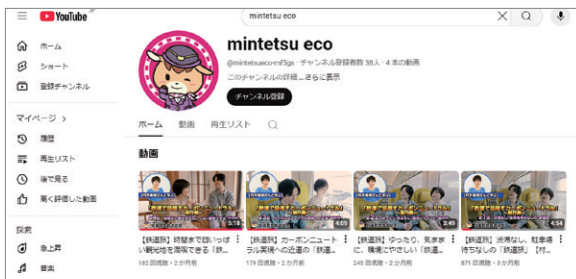 YouTube
mintetsu eco
ホーム
ショート
登録チャンネル
マイページ >
履歴
再生リスト
後で見る
高く評価した動画
探索
急上昇
音楽
mintetsu eco
@mintetsueco-mf5gs・チャンネル登録者数 38人・4 本の動画
このチャンネルの詳細 ...さらに表示
チャンネル登録
ホーム 動画 再生リスト
動画
5:18
【鉄道旅】時間まで目いっぱい観光地を満喫できる「鉄...
182 回視聴・2 か月前
4:09
【鉄道旅】カーボンニュートラル実現への近道の「鉄道...
179 回視聴・2 か月前
3:49
【鉄道旅】ゆったり、気ままに、環境にやさしい「鉄道...
245 回視聴・2 か月前
4:54
【鉄道旅】渋滞なし、駐車場待ちなしの「鉄道旅」【村...
871 回視聴・3 か月前